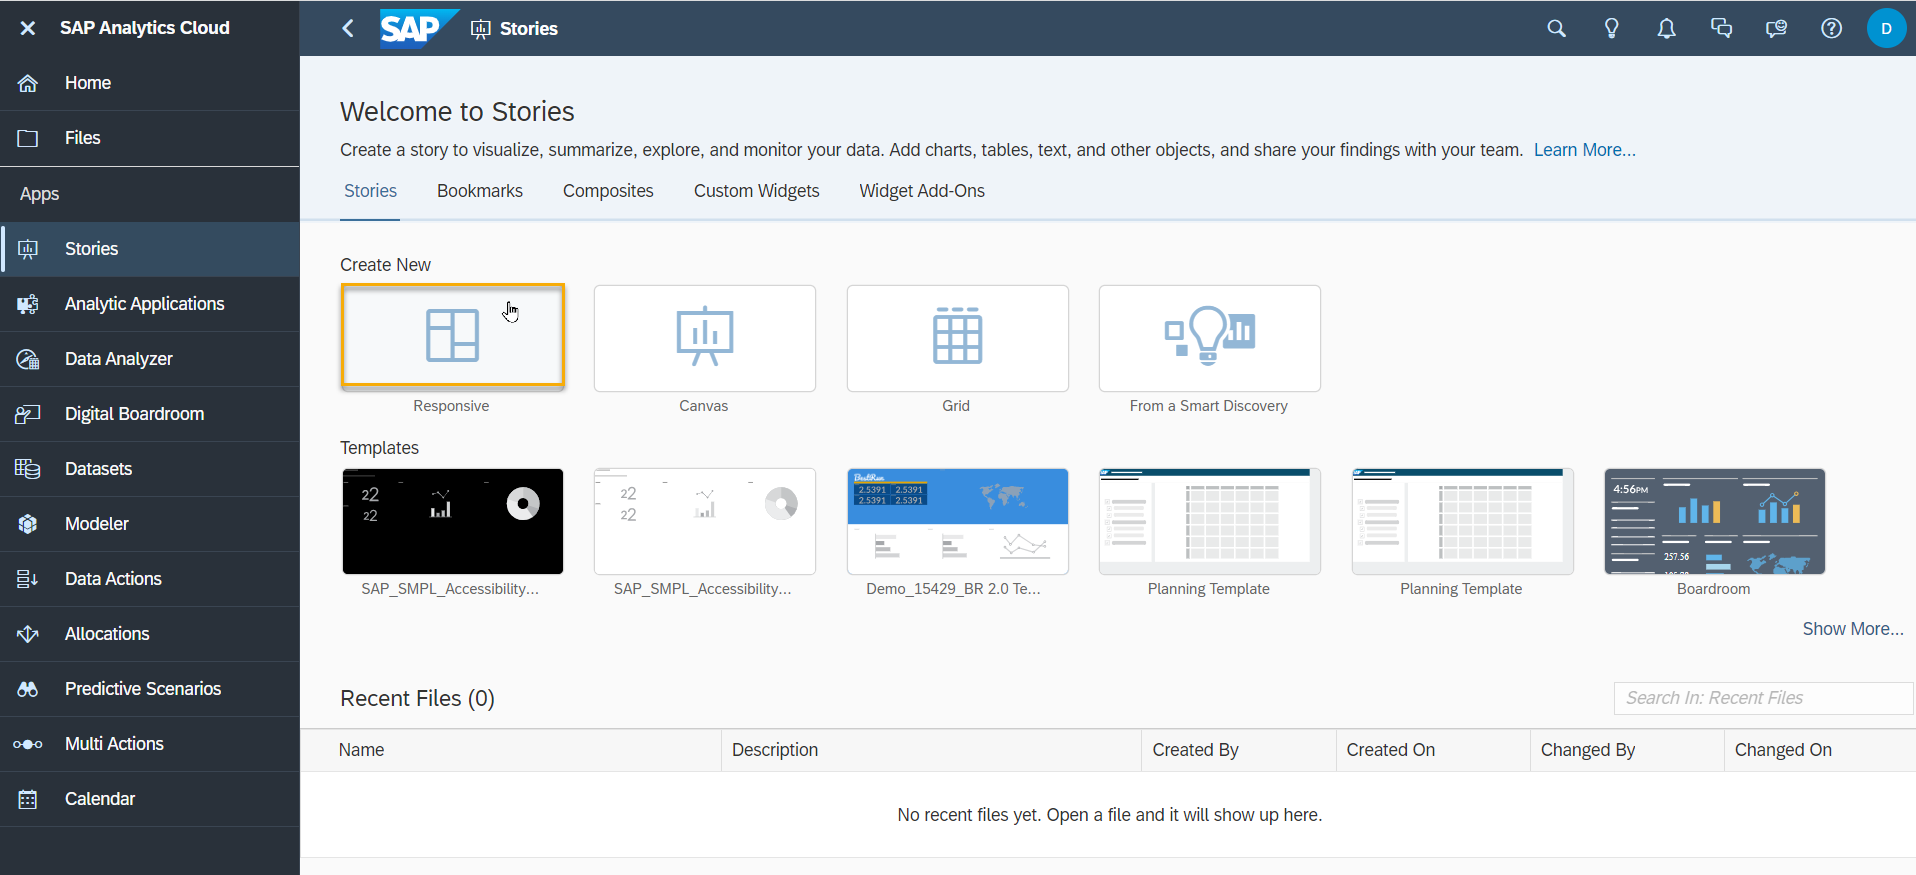 SAP Analytics Cloud
SAP
Stories
D
Home
Files
Apps
Stories
Analytic Applications
Data Analyzer
Digital Boardroom
Datasets
Modeler
Data Actions
Allocations
Predictive Scenarios
Multi Actions
Calendar
Welcome to Stories
Create a story to visualize, summarize, explore, and monitor your data. Add charts, tables, text, and other objects, and share your findings with your team. Learn More...
Stories
Bookmarks
Composites
Custom Widgets
Widget Add-Ons
Create New
Responsive
Canvas
Grid
From a Smart Discovery
Templates
22
22
22
22
BestRun
2.5391 2.5391
2.5391 2.5391
4:56PM
257.56
SAP_SMPL_Accessibility...
SAP_SMPL_Accessibility...
Demo_15429_BR 2.0 Te...
Planning Template
Planning Template
Boardroom
Show More...
Recent Files (0)
Search In: Recent Files
Name
Description
Created By
Created On
Changed By
Changed On
No recent files yet. Open a file and it will show up here.